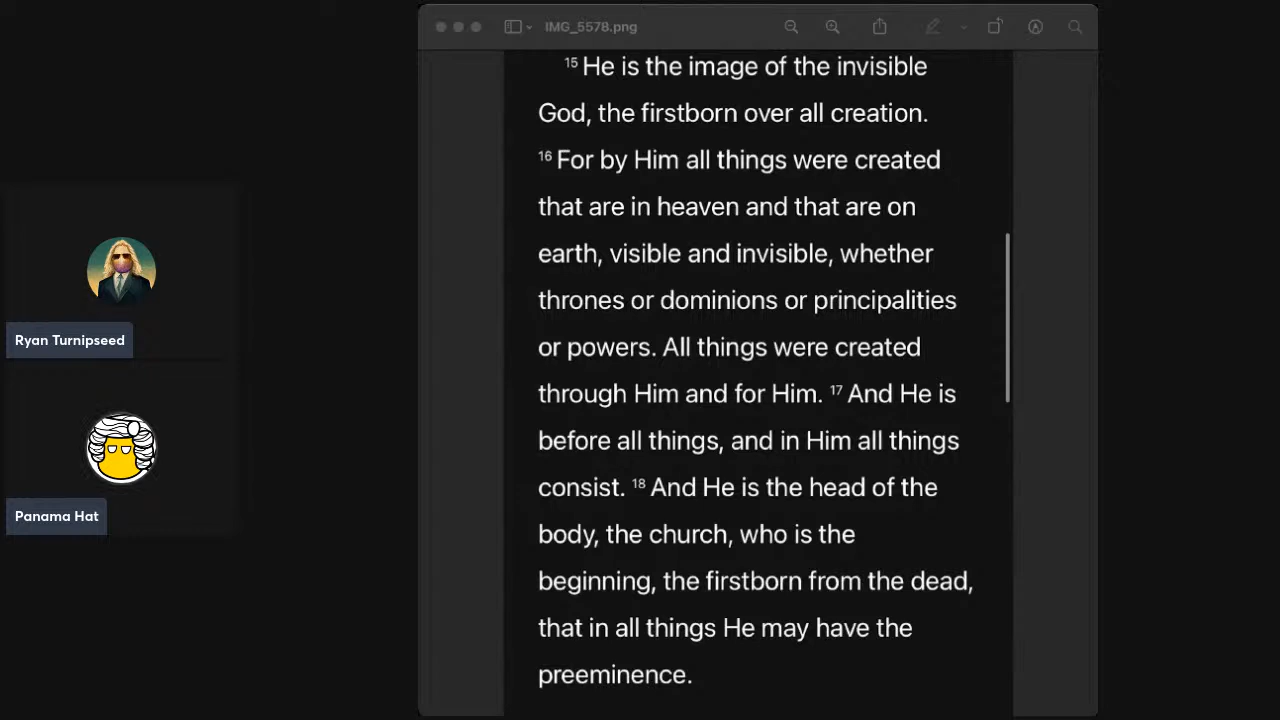 IMG_5578.png
15 He is the image of the invisible
God, the firstborn over all creation.
16 For by Him all things were created
that are in heaven and that are on
earth, visible and invisible, whether
thrones or dominions or principalities
or powers. All things were created
through Him and for Him. 17 And He is
before all things, and in Him all things
consist. 18 And He is the head of the
body, the church, who is the
beginning, the firstborn from the dead,
that in all things He may have the
preeminence.
Ryan Turnipseed
Panama Hat